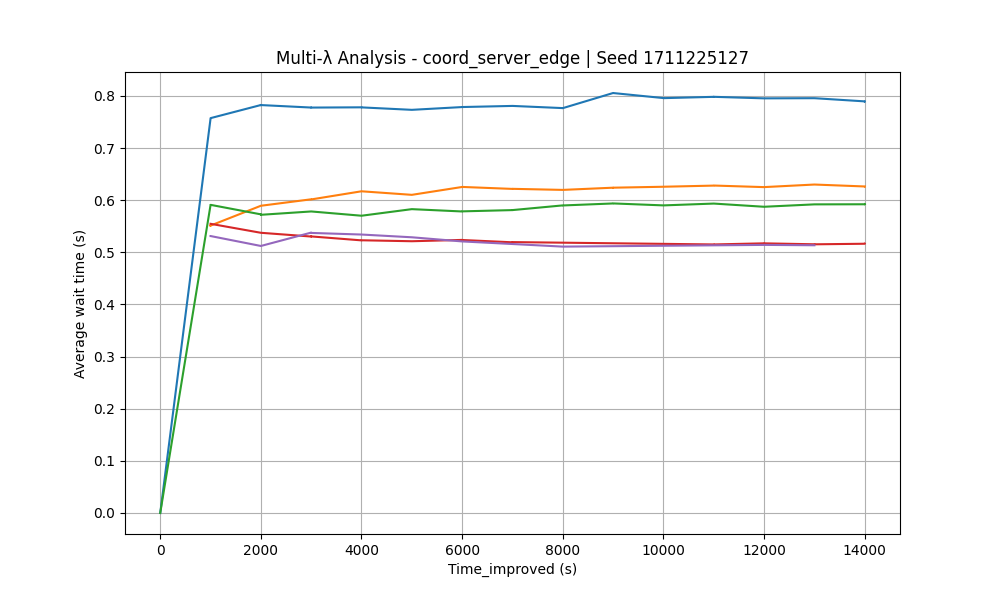 Multi-λ Analysis - coord_server_edge | Seed 1711225127
0.8
0.7
0.6
0.5
0.4
0.3
0.2
0.1
0.0
Average wait time (s)
0 2000 4000 6000 8000 10000 12000 14000
Time_improved (s)